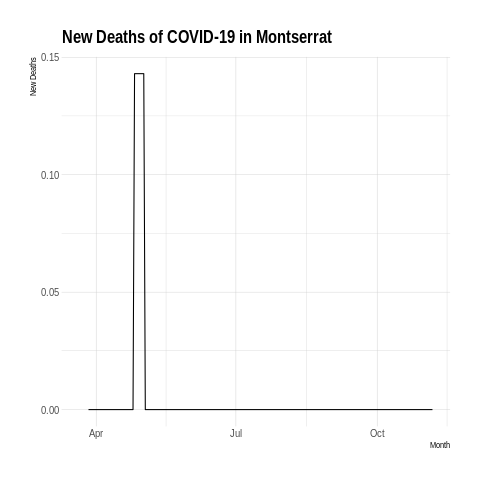 New Deaths of COVID-19 in Montserrat
New Deaths
0.15
0.10
0.05
0.00
Apr
Jul
Oct
Month